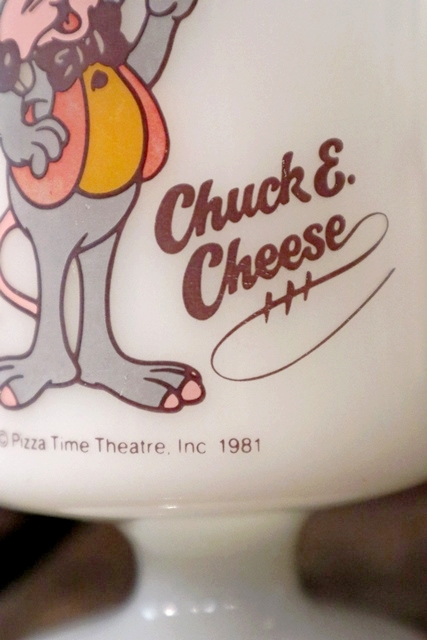 Chuck E.
Cheese
© Pizza Time Theatre, Inc 1981